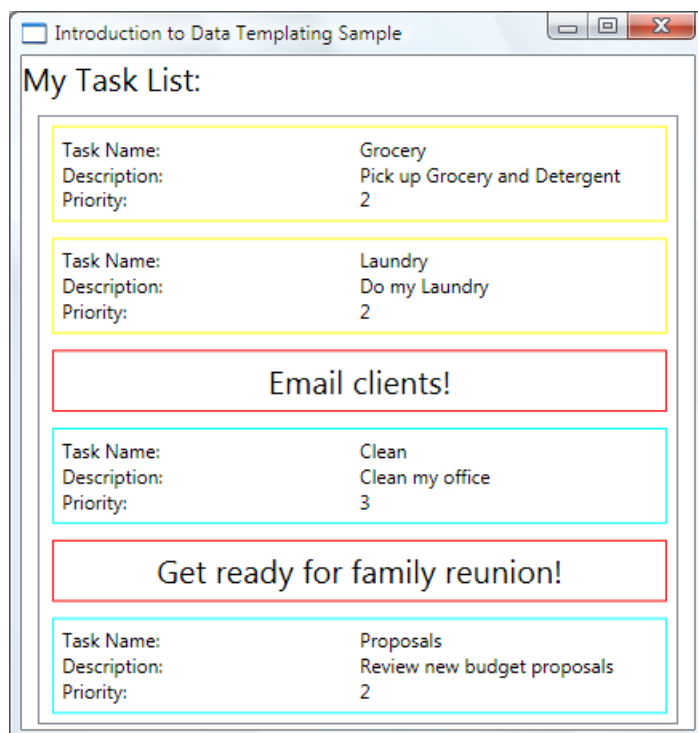 Introduction to Data Templating Sample
My Task List:
Task Name: Grocery
Description: Pick up Grocery and Detergent
Priority: 2
Task Name: Laundry
Description: Do my Laundry
Priority: 2
Email clients!
Task Name: Clean
Description: Clean my office
Priority: 3
Get ready for family reunion!
Task Name: Proposals
Description: Review new budget proposals
Priority: 2